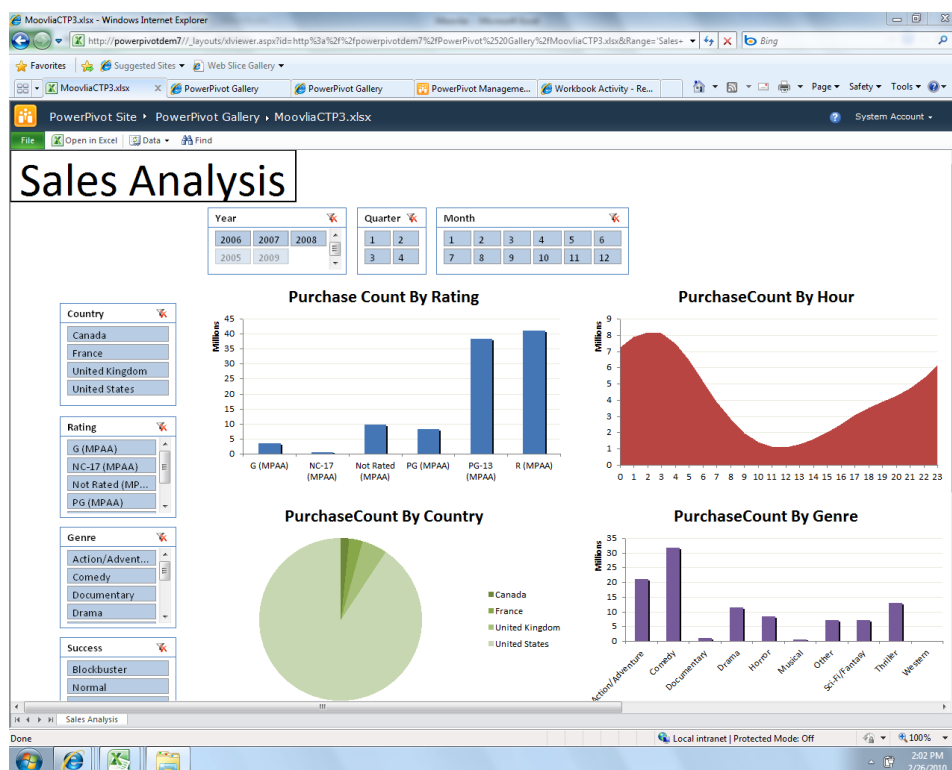 MoovliaCTP3.xlsx - Windows Internet Explorer
http://powerpivotdem7/_layouts/xlviewer.aspx?id=http%3a%2f%2fpowerpivotdem7%2fPowerPivot%2520Gallery%2fMoovliaCTP3.xlsx&Range='Sales+
Bing
Favorites Suggested Sites Web Slice Gallery
MoovliaCTP3.xlsx PowerPivot Gallery PowerPivot Gallery PowerPivot Manageme... Workbook Activity - Re... Page Safety Tools
PowerPivot Site PowerPivot Gallery MoovliaCTP3.xlsx System Account
File Open in Excel Data Find
Sales Analysis
Year
2006 2007 2008
2005 2009
Quarter
1 2
3 4
Month
1 2 3 4 5 6
7 8 9 10 11 12
Country
Canada
France
United Kingdom
United States
Rating
G (MPAA)
NC-17 (MPAA)
Not Rated (MP...
PG (MPAA)
Genre
Action/Advent...
Comedy
Documentary
Drama
Success
Blockbuster
Normal
Purchase Count By Rating
Millions
45
40
35
30
25
20
15
10
5
0
G (MPAA) NC-17 (MPAA) Not Rated (MPAA) PG (MPAA) PG-13 (MPAA) R (MPAA)
PurchaseCount By Hour
Millions
9
8
7
6
5
4
3
2
1
0
0 1 2 3 4 5 6 7 8 9 10 11 12 13 14 15 16 17 18 19 20 21 22 23
PurchaseCount By Country
Canada
France
United Kingdom
United States
PurchaseCount By Genre
Millions
35
30
25
20
15
10
5
0
Action/Adventure Comedy Documentary Drama Horror Musical Other Sci-Fi/Fantasy Thriller Western
Sales Analysis
Done Local intranet | Protected Mode: Off 100%
2:02 PM
2/26/2010